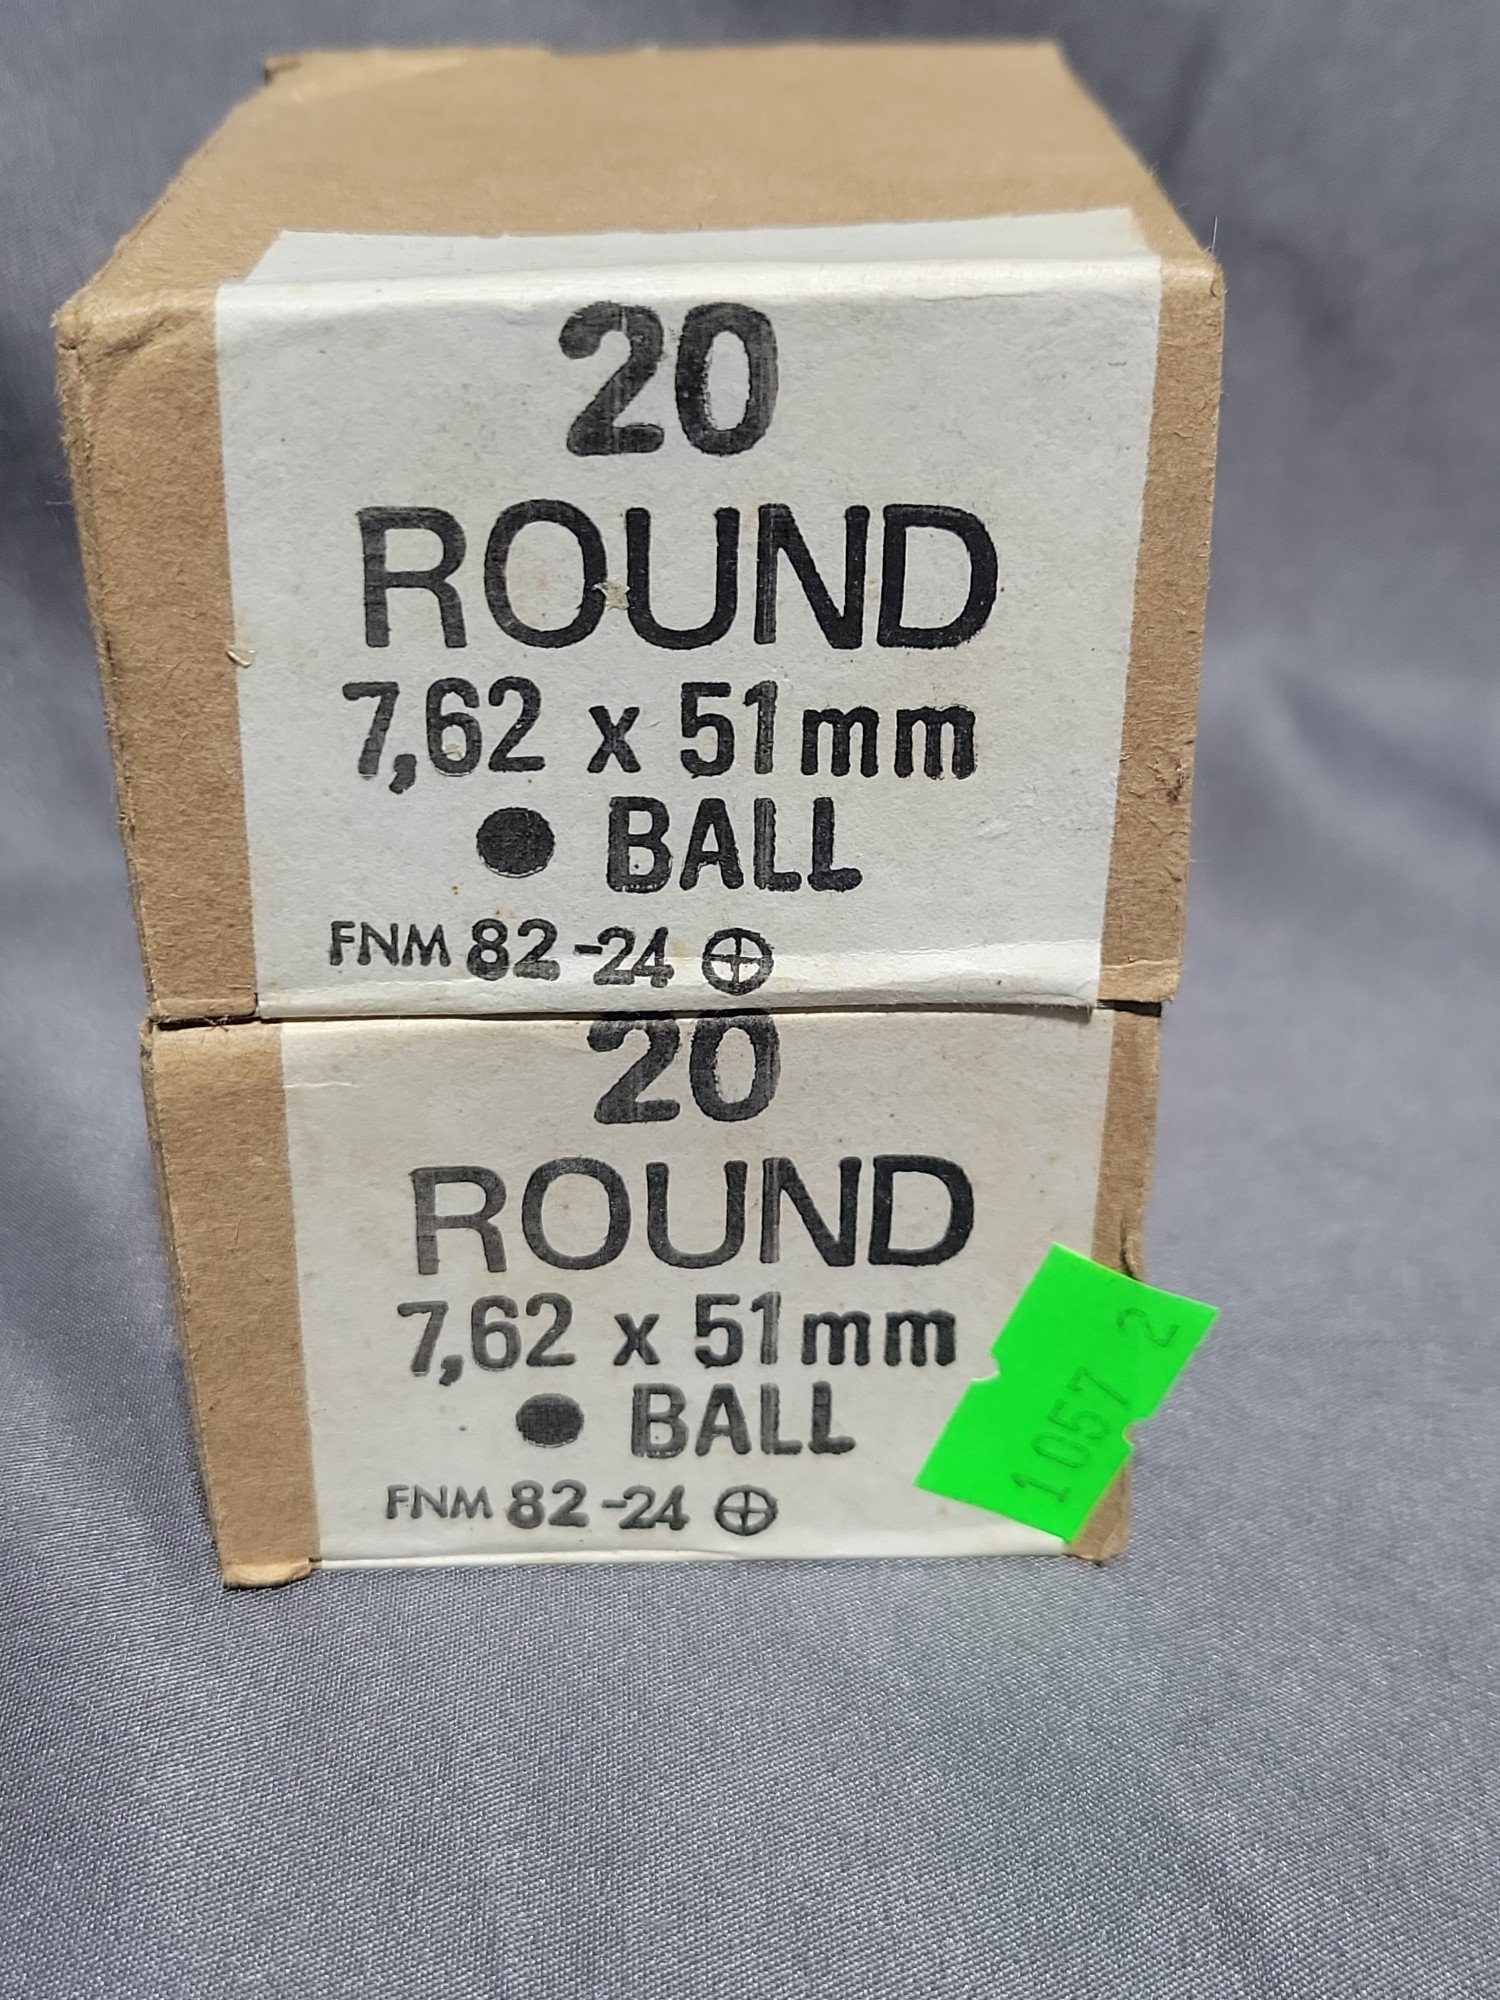 20
ROUND
7,62 x 51mm
● BALL
FNM 82-24 ⊕
20
ROUND
7,62 x 51mm
● BALL
FNM 82-24 ⊕
1057 2